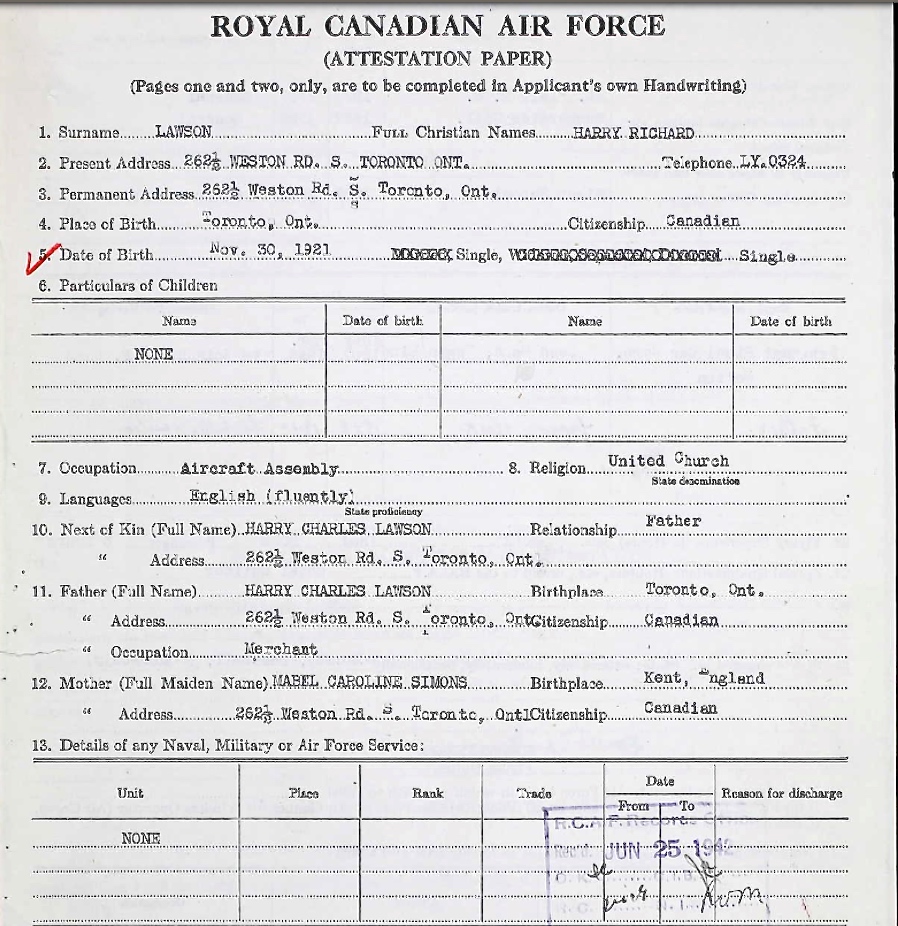 ROYAL CANADIAN AIR FORCE
(ATTESTATION PAPER)
(Pages one and two, only, are to be completed in Applicant's own Handwriting)
1. Surname LAWSON Full Christian Names HARRY RICHARD
2. Present Address 262½ WESTON RD. S. TORONTO ONT. Telephone LY.0324
3. Permanent Address 262½ Weston Rd. S. Toronto, Ont.
4. Place of Birth Toronto, Ont. Citizenship Canadian
5. Date of Birth Nov. 30, 1921 Single, Single
6. Particulars of Children
Name Date of birth Name Date of birth
NONE
7. Occupation Aircraft Assembly 8. Religion United Church
State denomination
9. Languages English (fluently)
State proficiency
10. Next of Kin (Full Name) HARRY CHARLES LAWSON Relationship Father
" Address 262½ Weston Rd. S. Toronto, Ont.
11. Father (Full Name) HARRY CHARLES LAWSON Birthplace Toronto, Ont.
" Address 262½ Weston Rd. S. Toronto, Ont. Citizenship Canadian
" Occupation Merchant
12. Mother (Full Maiden Name) MABEL CAROLINE SIMONS Birthplace Kent, England
" Address 262½ Weston Rd. S. Toronto, Ont. Citizenship Canadian
13. Details of any Naval, Military or Air Force Service:
Unit Place Rank Trade Date Reason for discharge
From To
NONE
R.C.A.F. Records
Rec'd. JUN 25 1942